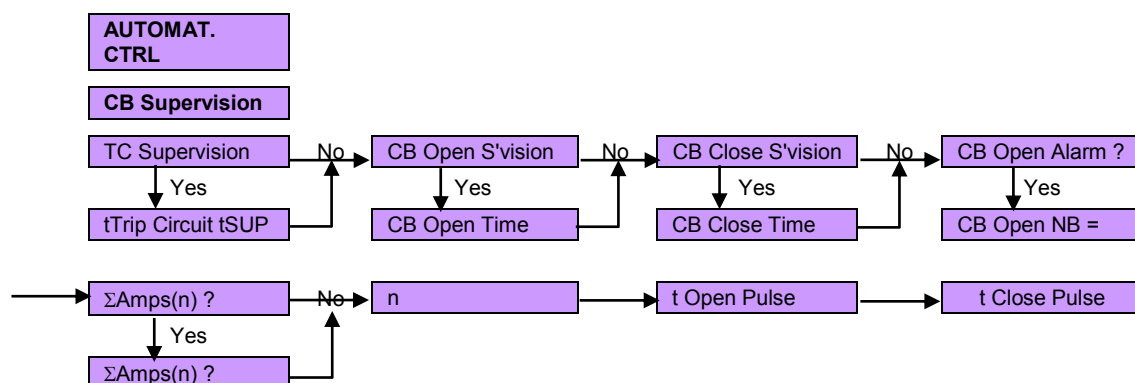 AUTOMAT.
CTRL
CB Supervision
TC Supervision No CB Open S'vision No CB Close S'vision No CB Open Alarm ?
Yes Yes Yes Yes
tTrip Circuit tSUP CB Open Time CB Close Time CB Open NB =
ΣAmps(n) ? No n t Open Pulse t Close Pulse
Yes
ΣAmps(n) ?